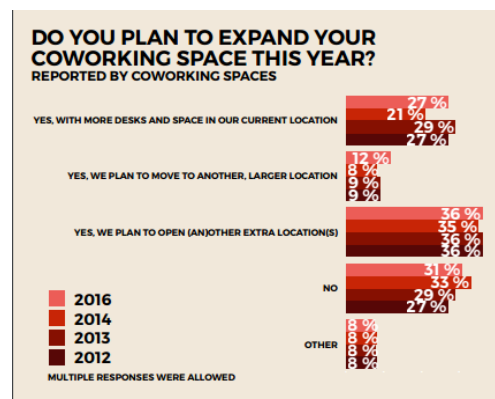 DO YOU PLAN TO EXPAND YOUR
COWORKING SPACE THIS YEAR?
REPORTED BY COWORKING SPACES
27 %
21 %
YES, WITH MORE DESKS AND SPACE IN OUR CURRENT LOCATION
29 %
27 %
12 %
8 %
YES, WE PLAN TO MOVE TO ANOTHER, LARGER LOCATION
9 %
9 %
36 %
35 %
YES, WE PLAN TO OPEN (AN)OTHER EXTRA LOCATION(S)
36 %
36 %
31 %
33 %
NO
29 %
27 %
8 %
8 %
OTHER
8 %
8 %
2016
2014
2013
2012
MULTIPLE RESPONSES WERE ALLOWED